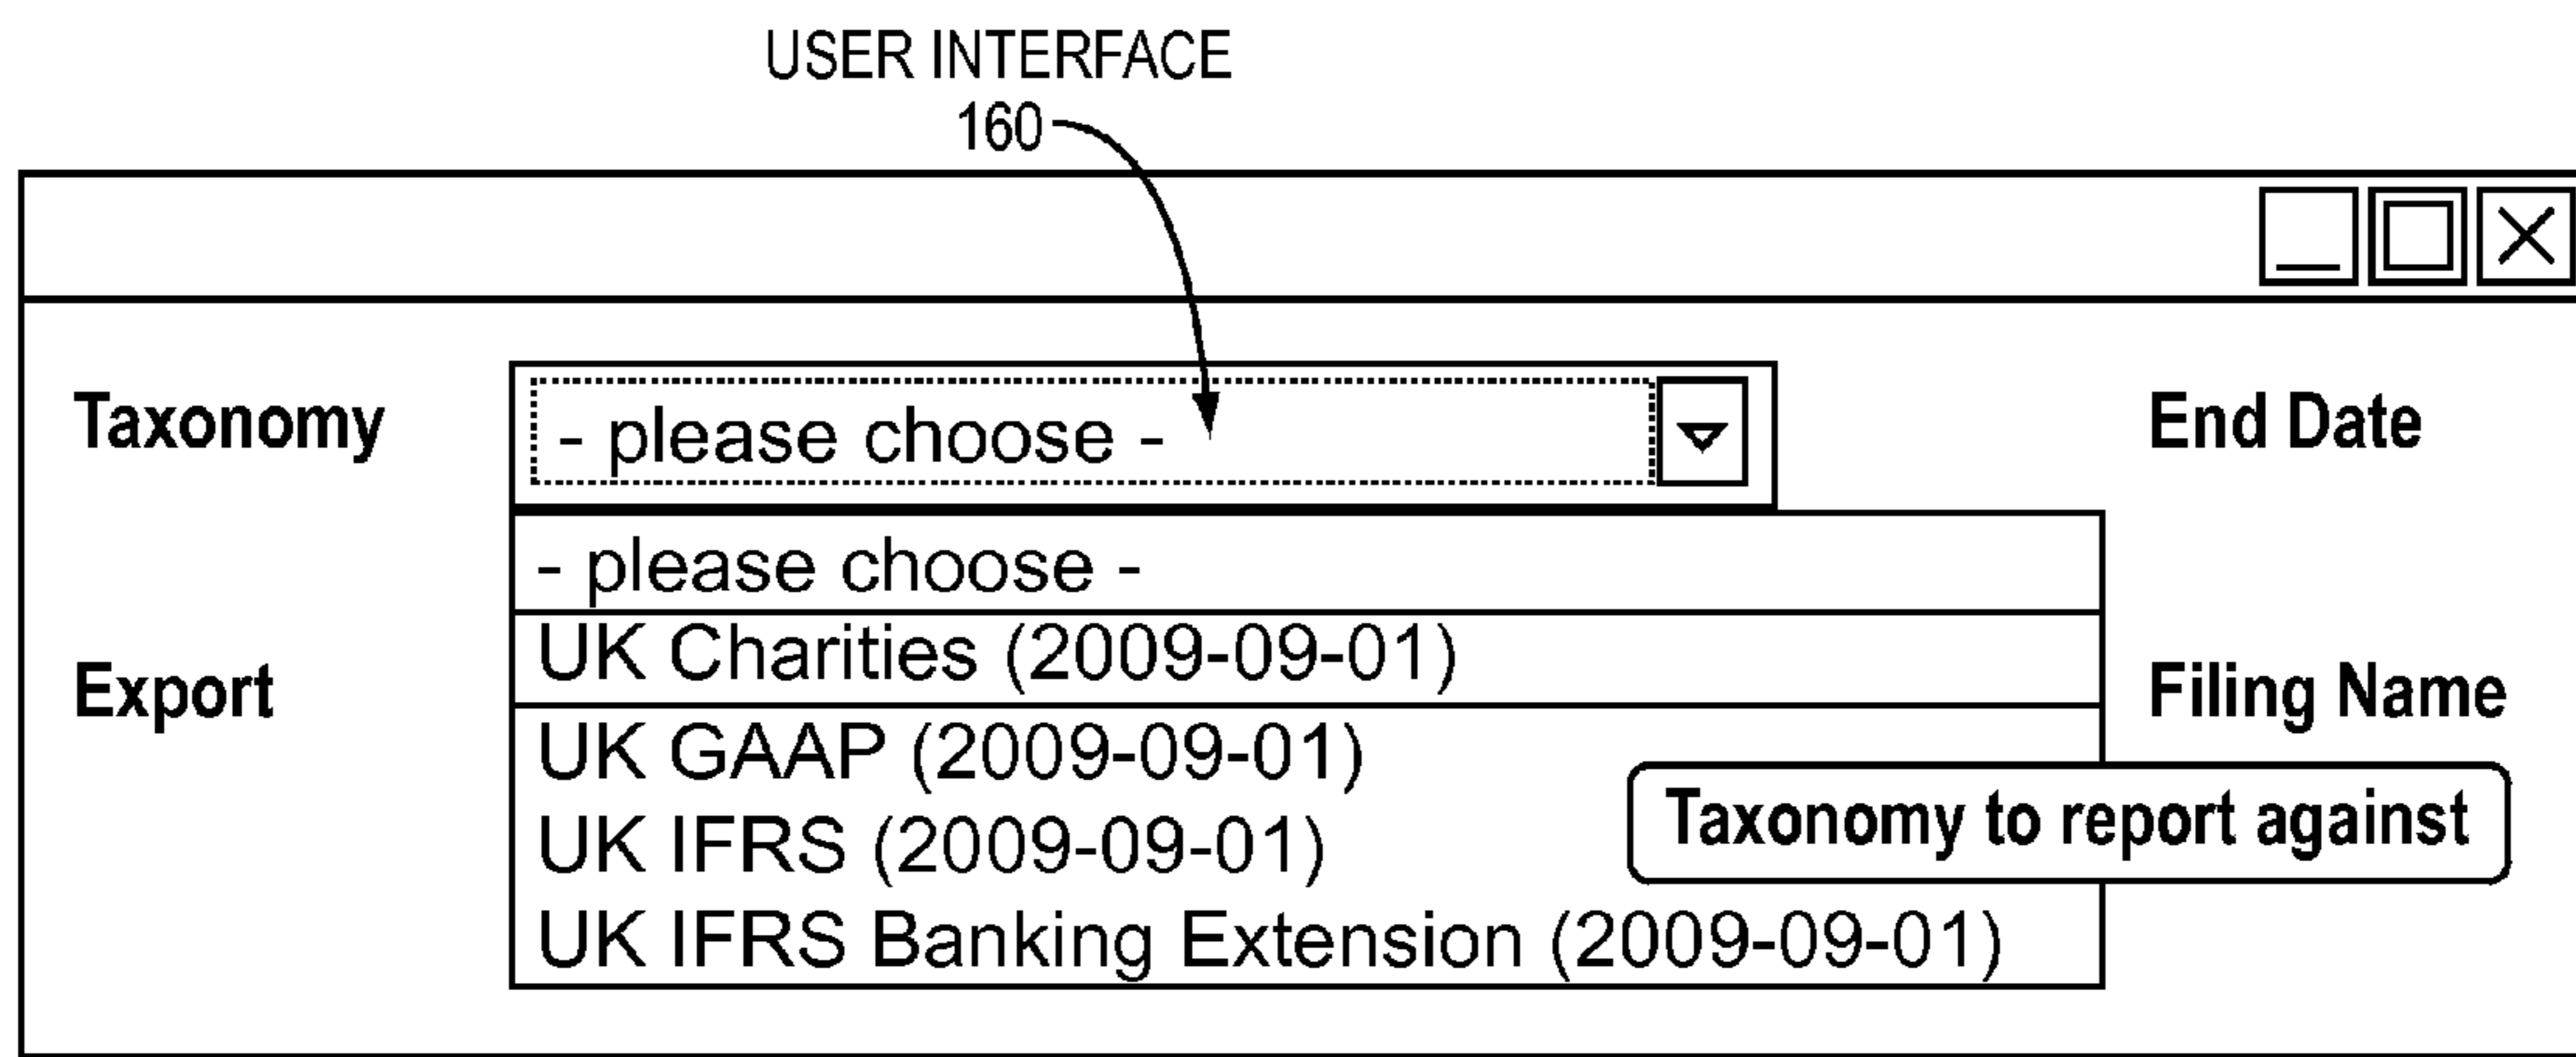 USER INTERFACE
160
Taxonomy
- please choose -
End Date
- please choose -
UK Charities (2009-09-01)
Export
Filing Name
UK GAAP (2009-09-01)
Taxonomy to report against
UK IFRS (2009-09-01)
UK IFRS Banking Extension (2009-09-01)